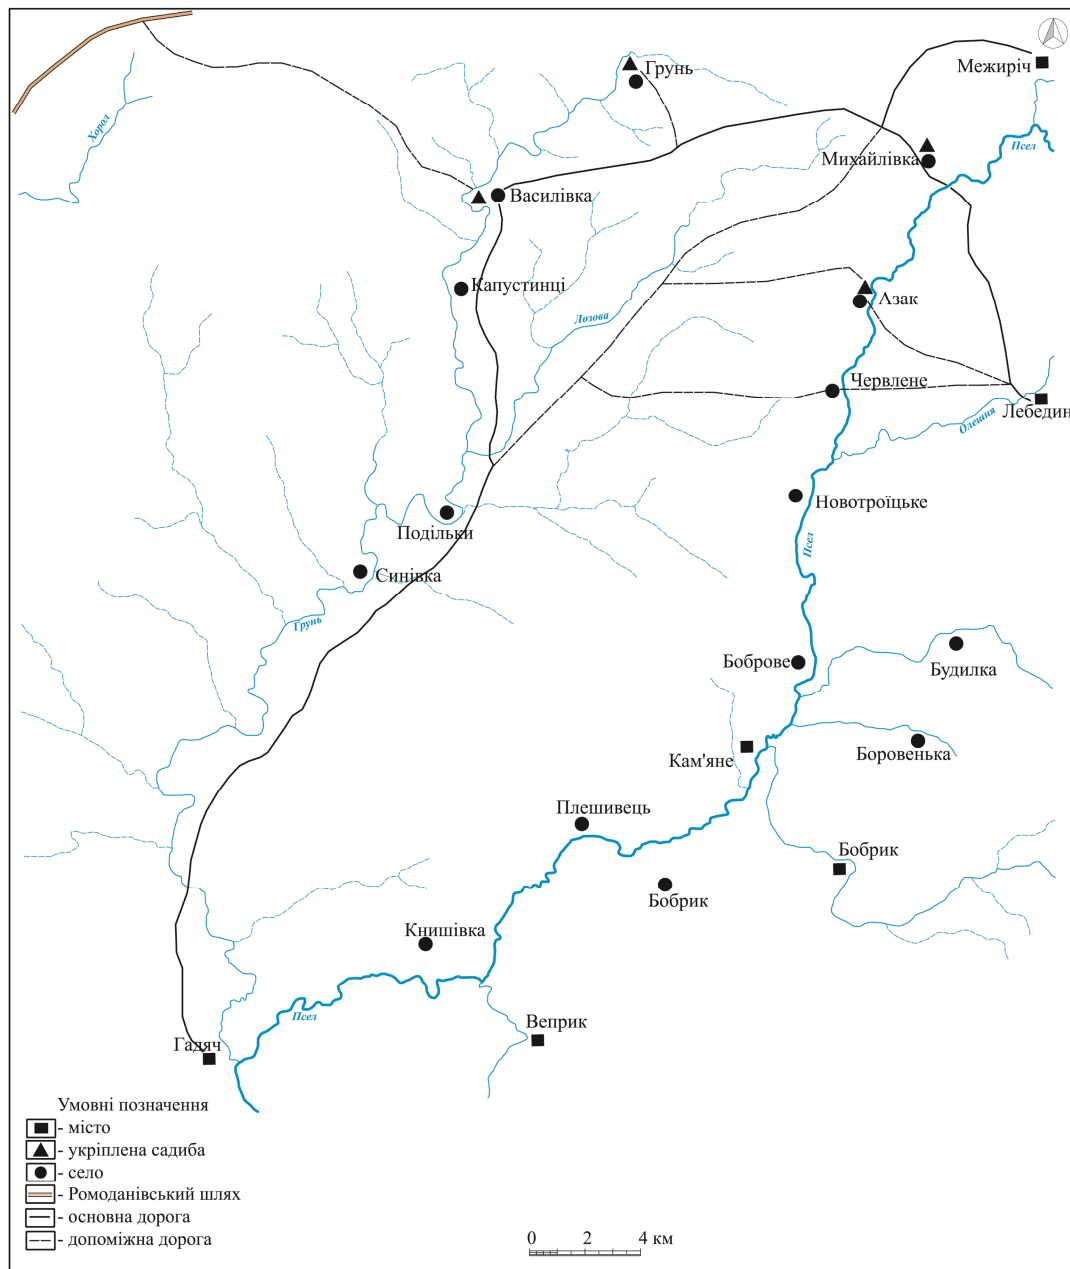 Межиріч
Грунь
Хорол
Псел
Михайлівка
Василівка
Капустинці
Азак
Лозова
Червлене
Лебедин
Олешня
Новотроїцьке
Подільки
Псел
Синівка
Грунь
Боброве
Будилка
Кам'яне
Боровенька
Плешивець
Бобрик
Бобрик
Книшівка
Псел
Веприк
Гадяч
Умовні позначення
- місто
- укріплена садиба
- село
- Ромоданівський шлях
- основна дорога
- допоміжна дорога
0 2 4 км